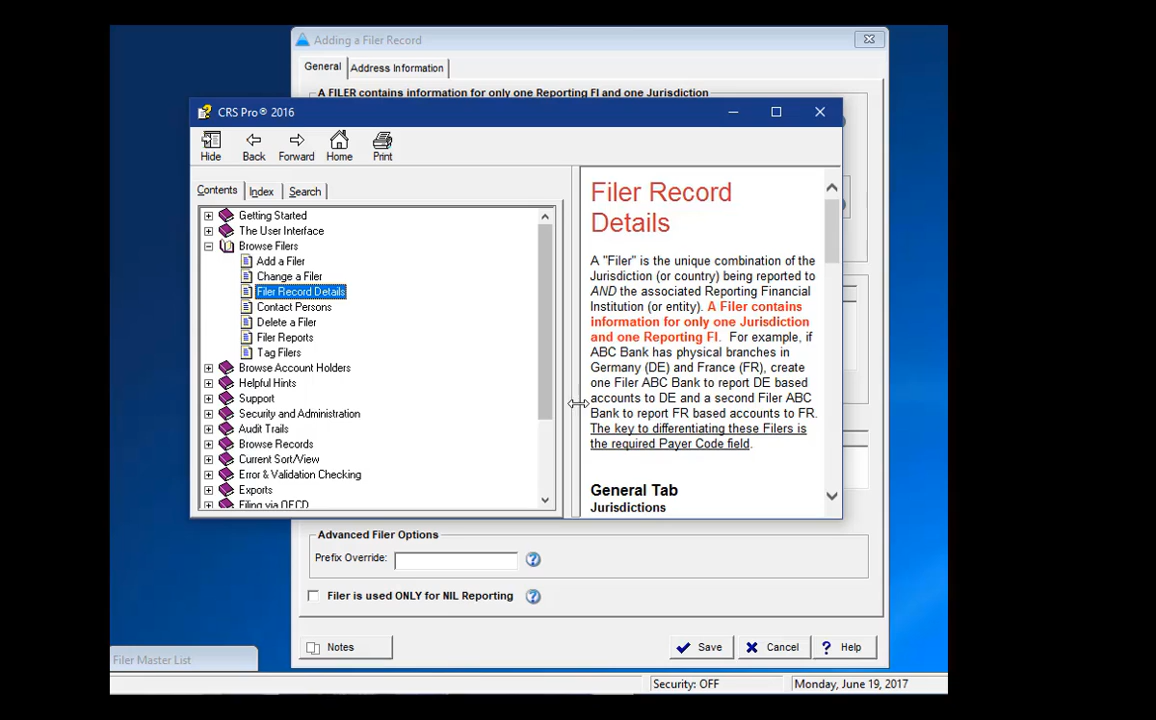 Adding a Filer Record
General
Address Information
A FILER contains information for only one Reporting FI and one Jurisdiction
CRS Pro® 2016
Hide
Back
Forward
Home
Print
Contents
Index
Search
Getting Started
The User Interface
Browse Filers
Add a Filer
Change a Filer
Filer Record Details
Contact Persons
Delete a Filer
Filer Reports
Tag Filers
Browse Account Holders
Helpful Hints
Support
Security and Administration
Audit Trails
Browse Records
Current Sort/View
Error & Validation Checking
Exports
Filing via OECD
Filer Record
Details
A "Filer" is the unique combination of the
Jurisdiction (or country) being reported to
AND the associated Reporting Financial
Institution (or entity). A Filer contains
information for only one Jurisdiction
and one Reporting FI. For example, if
ABC Bank has physical branches in
Germany (DE) and France (FR), create
one Filer ABC Bank to report DE based
accounts to DE and a second Filer ABC
Bank to report FR based accounts to FR.
The key to differentiating these Filers is
the required Payer Code field.
General Tab
Jurisdictions
Advanced Filer Options
Prefix Override:
Filer is used ONLY for NIL Reporting
Notes
Save
Cancel
Help
Filer Master List
Security: OFF
Monday, June 19, 2017